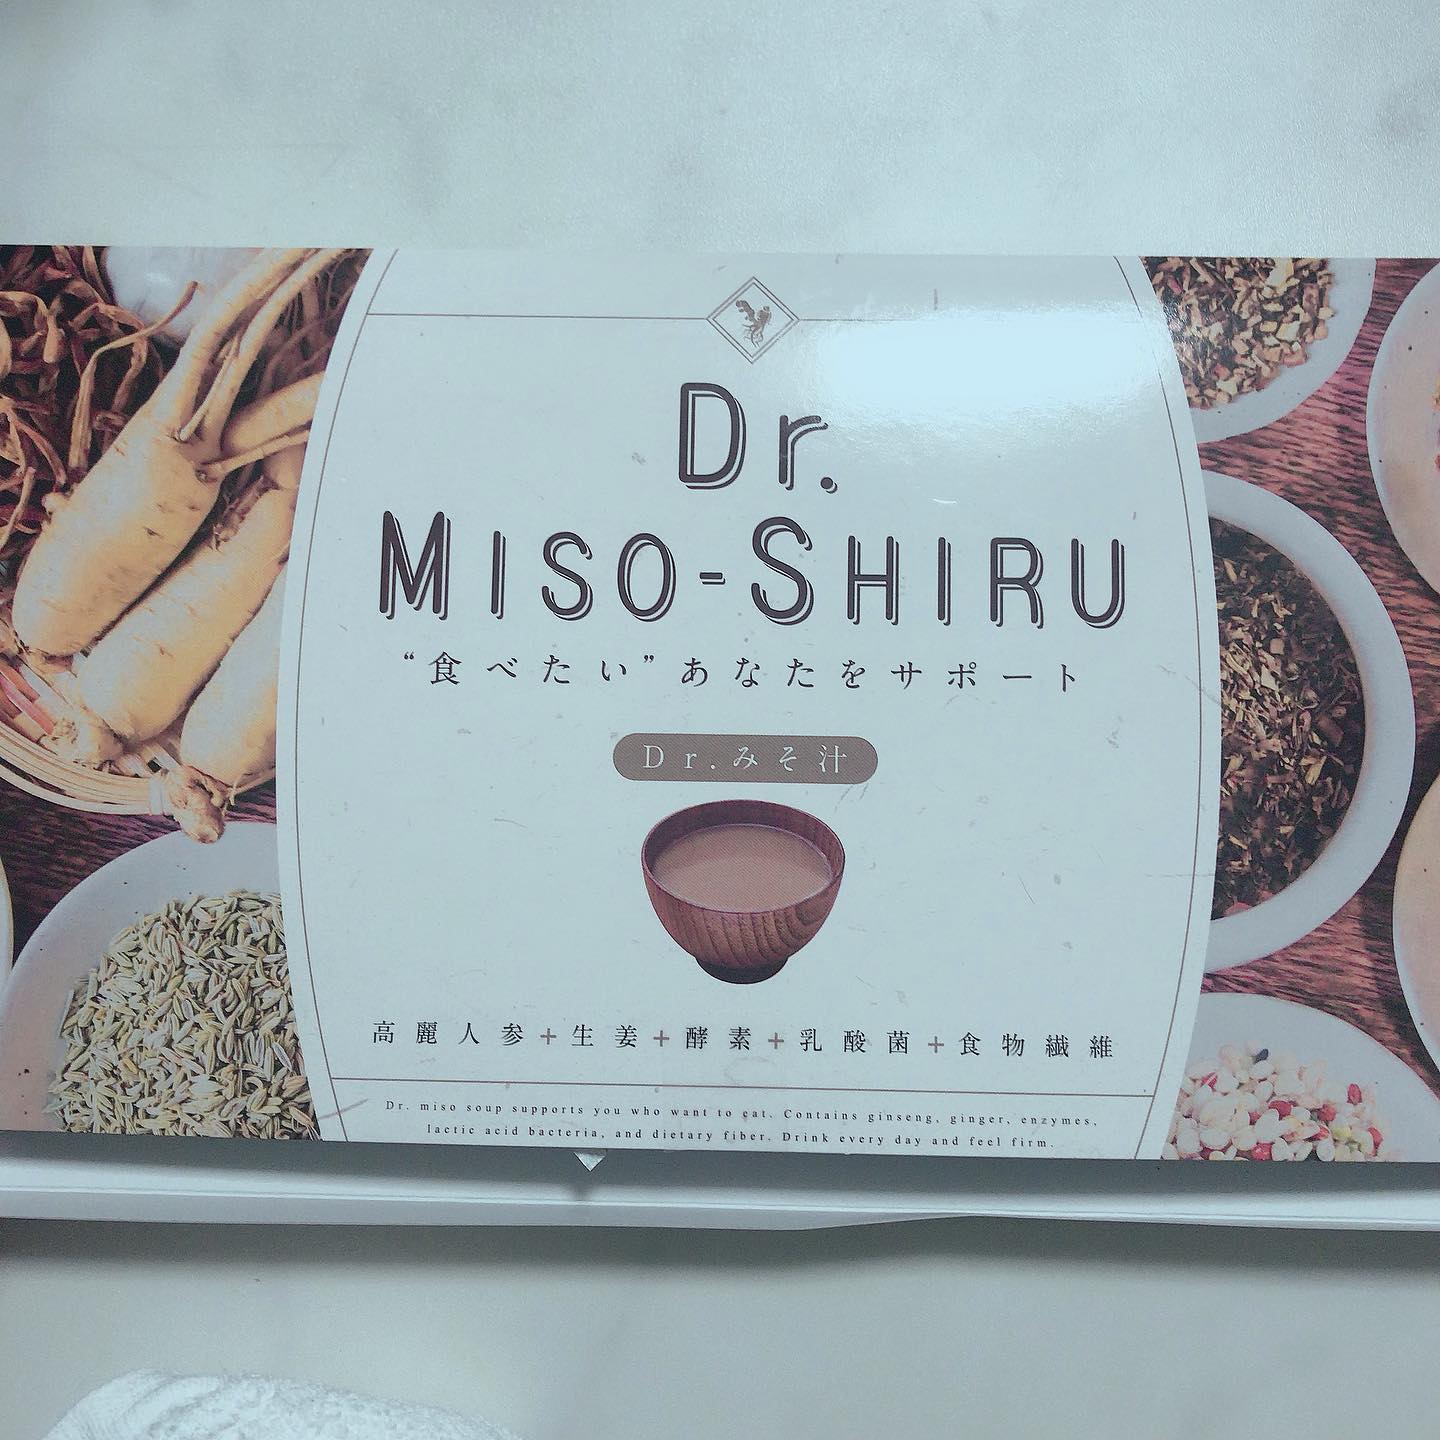 Dr.
MISO-SHIRU
“食べたい”あなたをサポート
Dr.みそ汁
高麗人参+生姜+酵素+乳酸菌+食物繊維
Dr. miso soup supports you who want to eat. Contains ginseng, ginger, enzymes,
lactic acid bacteria, and dietary fiber. Drink every day and feel firm.